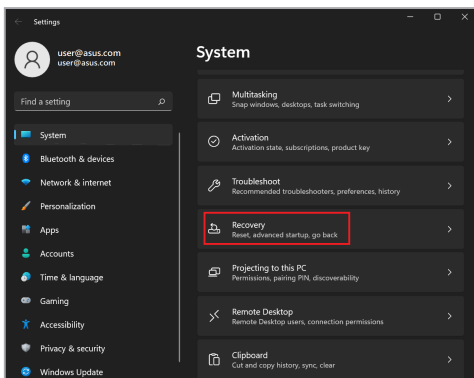 Settings
user@asus.com
user@asus.com
Find a setting
System
Bluetooth & devices
Network & internet
Personalization
Apps
Accounts
Time & language
Gaming
Accessibility
Privacy & security
Windows Update
System
Multitasking
Snap windows, desktops, task switching
Activation
Activation state, subscriptions, product key
Troubleshoot
Recommended troubleshooters, preferences, history
Recovery
Reset, advanced startup, go back
Projecting to this PC
Permissions, pairing PIN, discoverability
Remote Desktop
Remote Desktop users, connection permissions
Clipboard
Cut and copy history, sync, clear